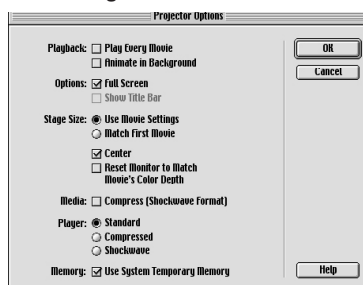 Projector Options
Playback: Play Every Movie
Animate in Background
Options: Full Screen
Show Title Bar
Stage Size: Use Movie Settings
Match First Movie
Center
Reset Monitor to Match
Movie's Color Depth
Media: Compress (Shockwave Format)
Player: Standard
Compressed
Shockwave
Memory: Use System Temporary Memory
OK
Cancel
Help